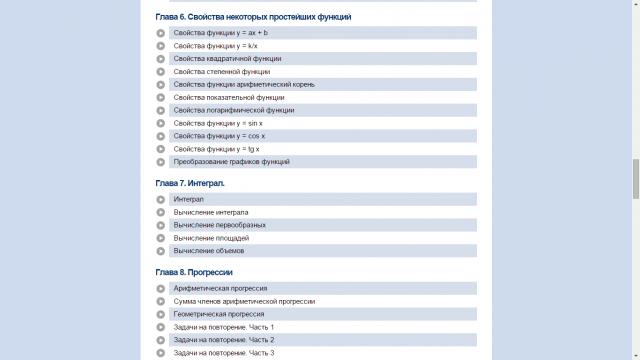 Глава 6. Свойства некоторых простейших функций
Свойства функции y = ax + b
Свойства функции y = k/x
Свойства квадратичной функции
Свойства степенной функции
Свойства функции арифметический корень
Свойства показательной функции
Свойства логарифмической функции
Свойства функции y = sin x
Свойства функции y = cos x
Свойства функции y = tg x
Преобразование графиков функций
Глава 7. Интеграл.
Интеграл
Вычисление интеграла
Вычисление первообразных
Вычисление площадей
Вычисление объемов
Глава 8. Прогрессии
Арифметическая прогрессия
Сумма членов арифметической прогрессии
Геометрическая прогрессия
Задачи на повторение. Часть 1
Задачи на повторение. Часть 2
Задачи на повторение. Часть 3